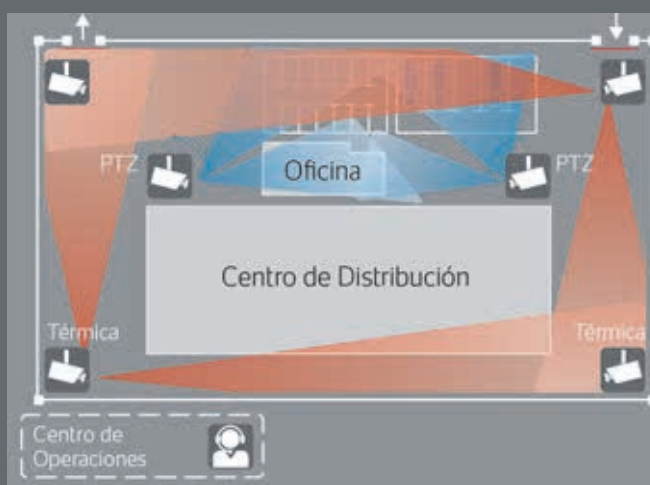 PTZ
Oficina
PTZ
Centro de Distribución
Térmica
Térmica
Centro de
Operaciones